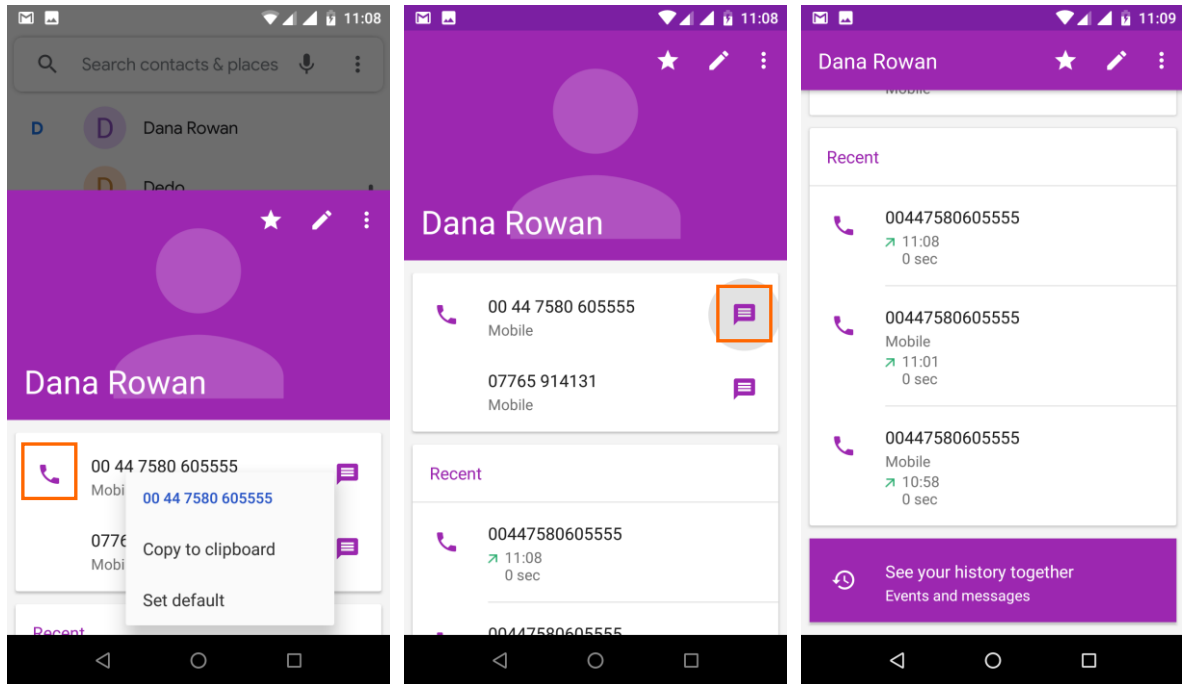 11:08
Search contacts & places
D
D
Dana Rowan
D
Dedo
Dana Rowan
00 44 7580 605555
Mobi
00 44 7580 605555
0776
Mobi
Copy to clipboard
Set default
Recent
11:08
Dana Rowan
00 44 7580 605555
Mobile
07765 914131
Mobile
Recent
00447580605555
11:08
0 sec
00447580605555
11:09
Dana Rowan
Mobile
Recent
00447580605555
11:08
0 sec
00447580605555
Mobile
11:01
0 sec
00447580605555
Mobile
10:58
0 sec
See your history together
Events and messages